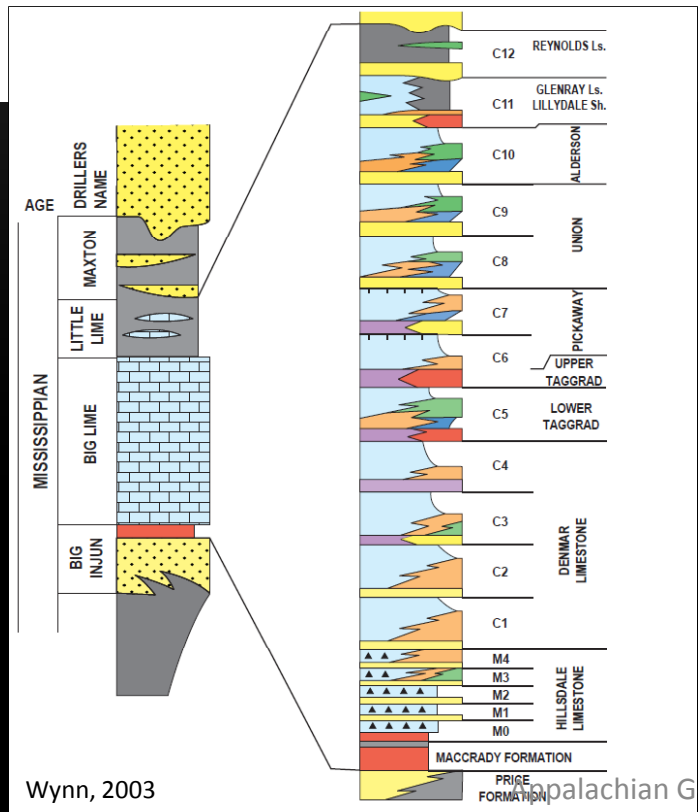 AGE
DRILLERS
NAME
MISSISSIPPIAN
MAXTON
LITTLE
LIME
BIG LIME
BIG
INJUN
C12
REYNOLDS Ls.
C11
GLENRAY Ls.
LILLYDALE Sh.
C10
ALDERSON
C9
C8
UNION
C7
PICKAWAY
C6
UPPER
TAGGRAD
C5
LOWER
TAGGRAD
C4
C3
C2
C1
DENMAR
LIMESTONE
M4
M3
M2
M1
M0
HILLSDALE
LIMESTONE
MACCRADY FORMATION
PRICE
FORMATION
Wynn, 2003
Appalachian G